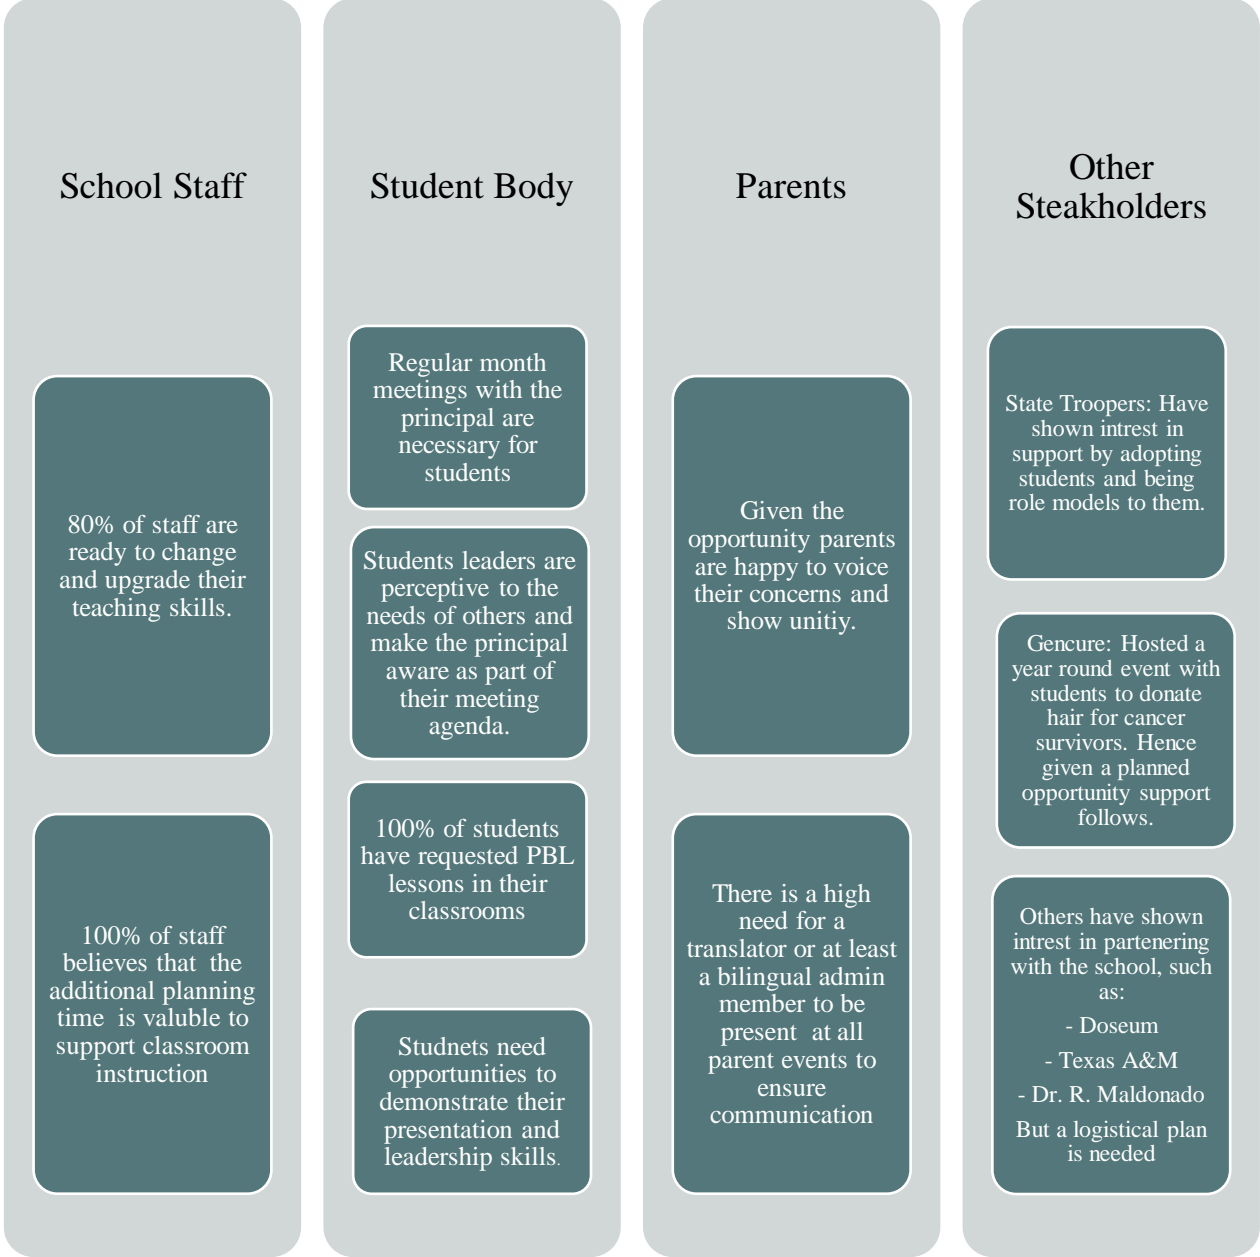 School Staff
80% of staff are
ready to change
and upgrade their
teaching skills.
100% of staff
believes that the
additional planning
time is valuble to
support classroom
instruction
Student Body
Regular month
meetings with the
principal are
necessary for
students
Students leaders are
perceptive to the
needs of others and
make the principal
aware as part of
their meeting
agenda.
100% of students
have requested PBL
lessons in their
classrooms
Studnets need
opportunities to
demonstrate their
presentation and
leadership skills.
Parents
Given the
opportunity parents
are happy to voice
their concerns and
show unitiy.
There is a high
need for a
translator or at least
a bilingual admin
member to be
present at all
parent events to
ensure
communication
Other
Steakholders
State Troopers: Have
shown intrest in
support by adopting
students and being
role models to them.
Gencure: Hosted a
year round event with
students to donate
hair for cancer
survivors. Hence
given a planned
opportunity support
follows.
Others have shown
intrest in partenering
with the school, such
as:
- Doseum
- Texas A&M
- Dr. R. Maldonado
But a logistical plan
is needed